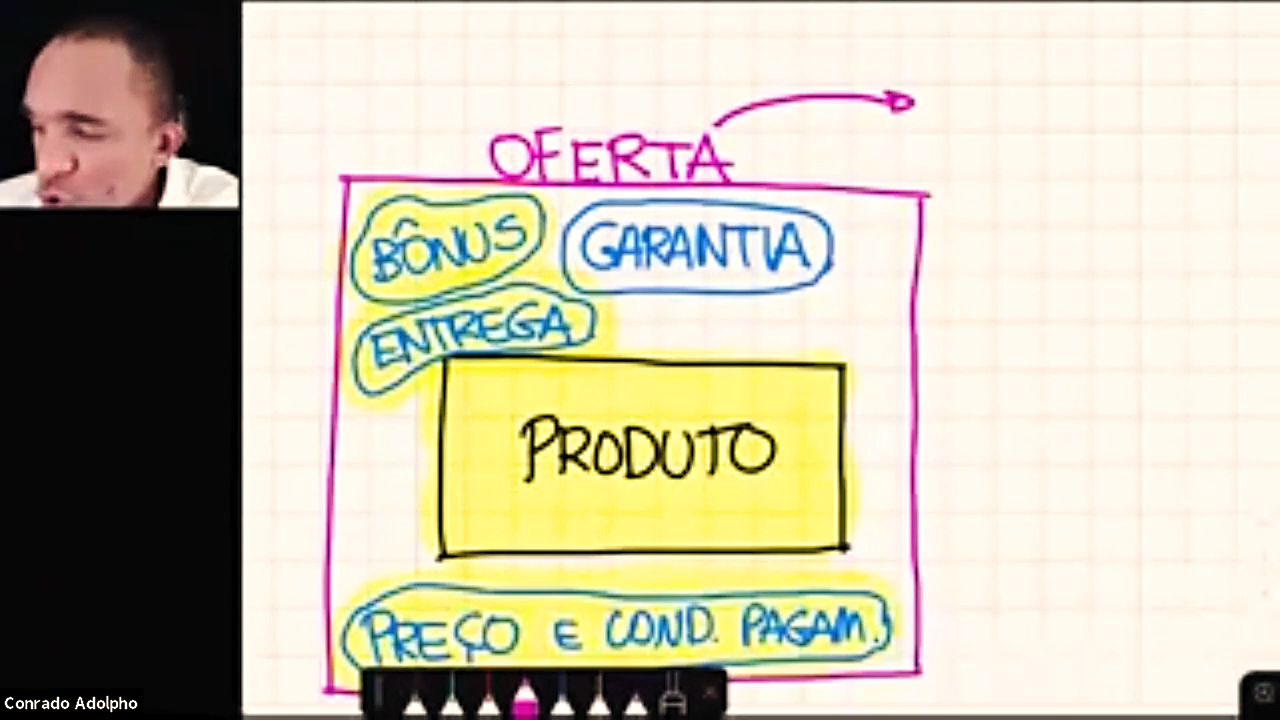 OFERTA
BÔNUS GARANTIA
ENTREGA
PRODUTO
PREÇO E COND. PAGAM.
Conrado Adolpho